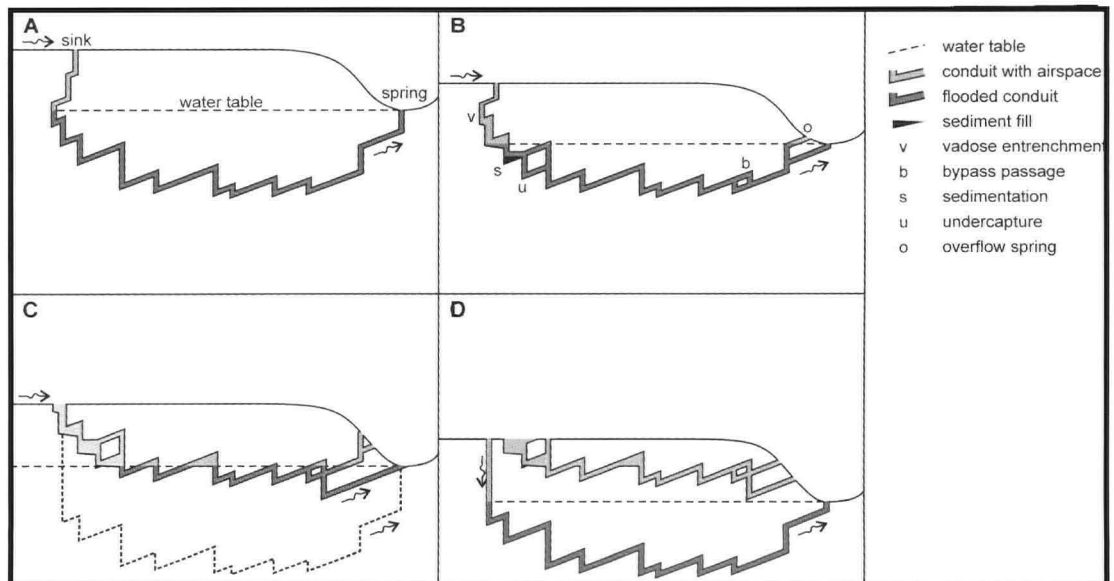 A
sink
water table
spring
B
v
o
s
u
b
C
D
water table
conduit with airspace
flooded conduit
sediment fill
v vadose entrenchment
b bypass passage
s sedimentation
u undercapture
o overflow spring